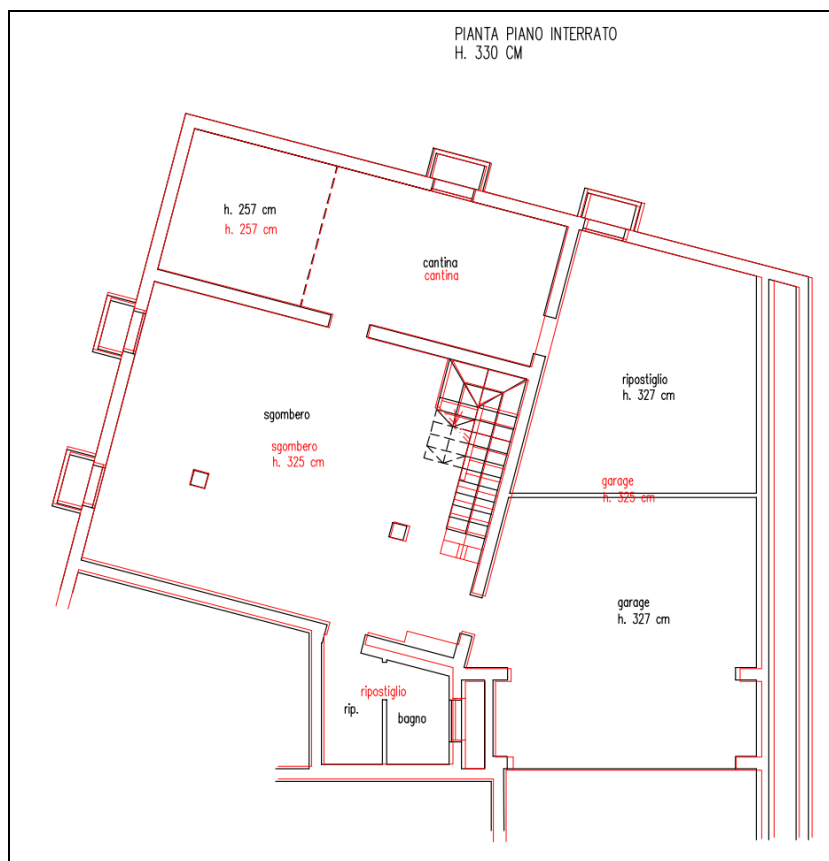 PIANTA PIANO INTERRATO
H. 330 CM
h. 257 cm
h. 257 cm
cantina
cantina
ripostiglio
h. 327 cm
sgombero
sgombero
h. 325 cm
garage
h. 325 cm
garage
h. 327 cm
ripostiglio
rip.
bagno